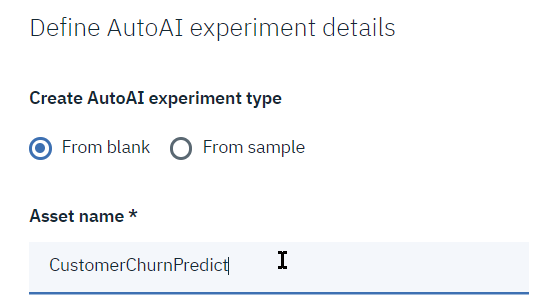 Define AutoAI experiment details
Create AutoAI experiment type
From blank From sample
Asset name *
CustomerChurnPredict